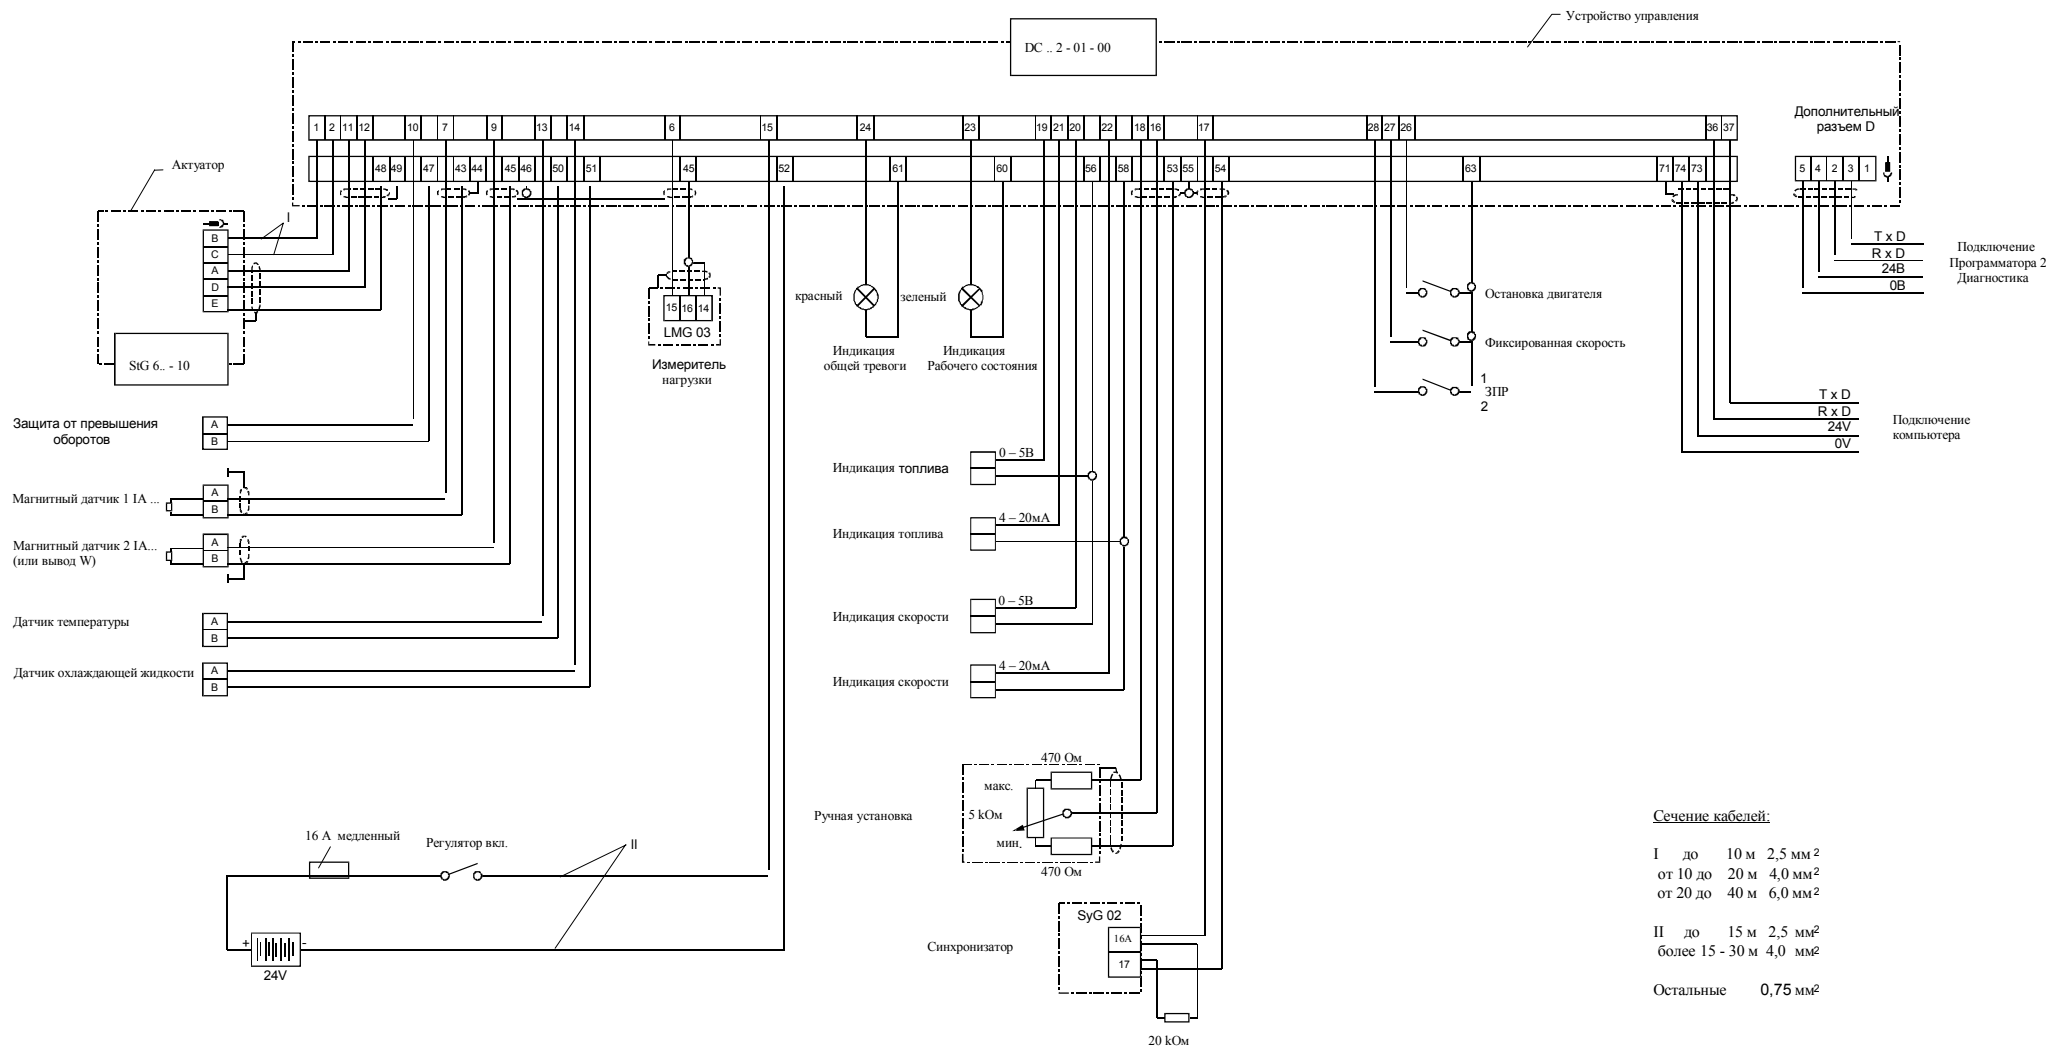 Устройство управления
DC .. 2 - 01 - 00
Дополнительный
разъем D
1 2 11 12 10 7 9 13 14 6 15 24 23 19 21 20 22 18 16 17 28 27 26 36 37
48 49 47 43 44 45 46 50 51 45 52 61 60 56 58 53 55 54 63 71 74 73
5 4 2 3 1
Актуатор
I
B
C
A
D
E
StG 6.. - 10
T x D
R x D
24В
0В
Подключение
Программатора 2
Диагностика
красный
зеленый
15 16 14
LMG 03
Измеритель
нагрузки
Индикация
общей тревоги
Индикация
Рабочего состояния
Остановка двигателя
Фиксированная скорость
1
ЗПР
2
T x D
R x D
24V
0V
Подключение
компьютера
Защита от превышения
оборотов
A
B
Магнитный датчик 1 IA ...
A
B
Магнитный датчик 2 IA...
(или вывод W)
A
B
Датчик температуры
A
B
Датчик охлаждающей жидкости
A
B
Индикация топлива
0 – 5В
Индикация топлива
4 – 20мА
Индикация скорости
0 – 5В
Индикация скорости
4 – 20мА
470 Ом
макс.
5 kОм
мин.
470 Ом
Ручная установка
16 А медленный
Регулятор вкл.
II
+ -
24V
SyG 02
16A
17
Синхронизатор
20 kОм
Сечение кабелей:
I до 10 м 2,5 мм²
от 10 до 20 м 4,0 мм²
от 20 до 40 м 6,0 мм²
II до 15 м 2,5 мм²
более 15 - 30 м 4,0 мм²
Остальные 0,75 мм²